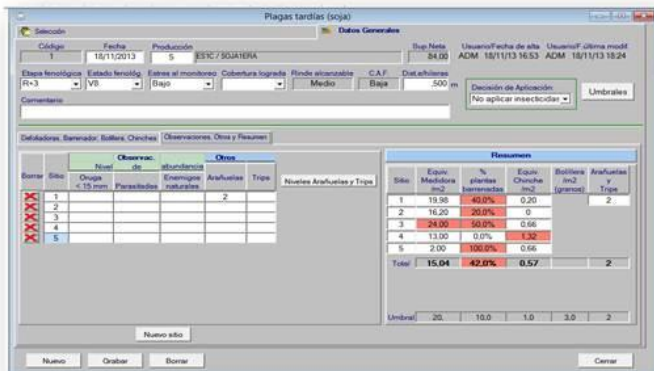 Plagas tardías (soja)
Selección
Datos Generales
Código Fecha Producción Sup.Neta Usuario/Fecha de alta Usuario/F.última modif.
1 18/11/2013 5 ES1C / SOJA1ERA 84,00 ADM 18/11/13 16:53 ADM 18/11/13 18:24
Etapa fenológica Estado fenológ. Estres al monitoreo Cobertura lograda Rinde alcanzable C.A.F. Dist.e/hileras
R+3 V8 Bajo Medio Baja ,500 m
Decisión de Aplicación:
No aplicar insecticidas
Umbrales
Comentario
Defoliadoras, Barrenador, Bolillera, Chinches
Observaciones, Otros y Resumen
Observac. Otros
Nivel de abundancia
Borrar Sitio Oruga < 15 mm Parasitadas Enemigos naturales Arañuelas Trips
1 2
2
3
4
5
Niveles Arañuelas y Trips
Nuevo sitio
Resumen
Sitio Equiv. Medidora /m2 % plantas barrenadas Equiv. Chinche /m2 Bolillera /m2 (granos) Arañuelas y Trips
1 19,98 40,0% 0,20 2
2 16,20 20,0% 0
3 24,00 50,0% 0,66
4 13,00 0,0% 1,32
5 2,00 100,0% 0,66
Total 15,04 42,0% 0,57 2
Umbral 20, 10,0 1,0 3,0 2
Nuevo Grabar Borrar Cerrar